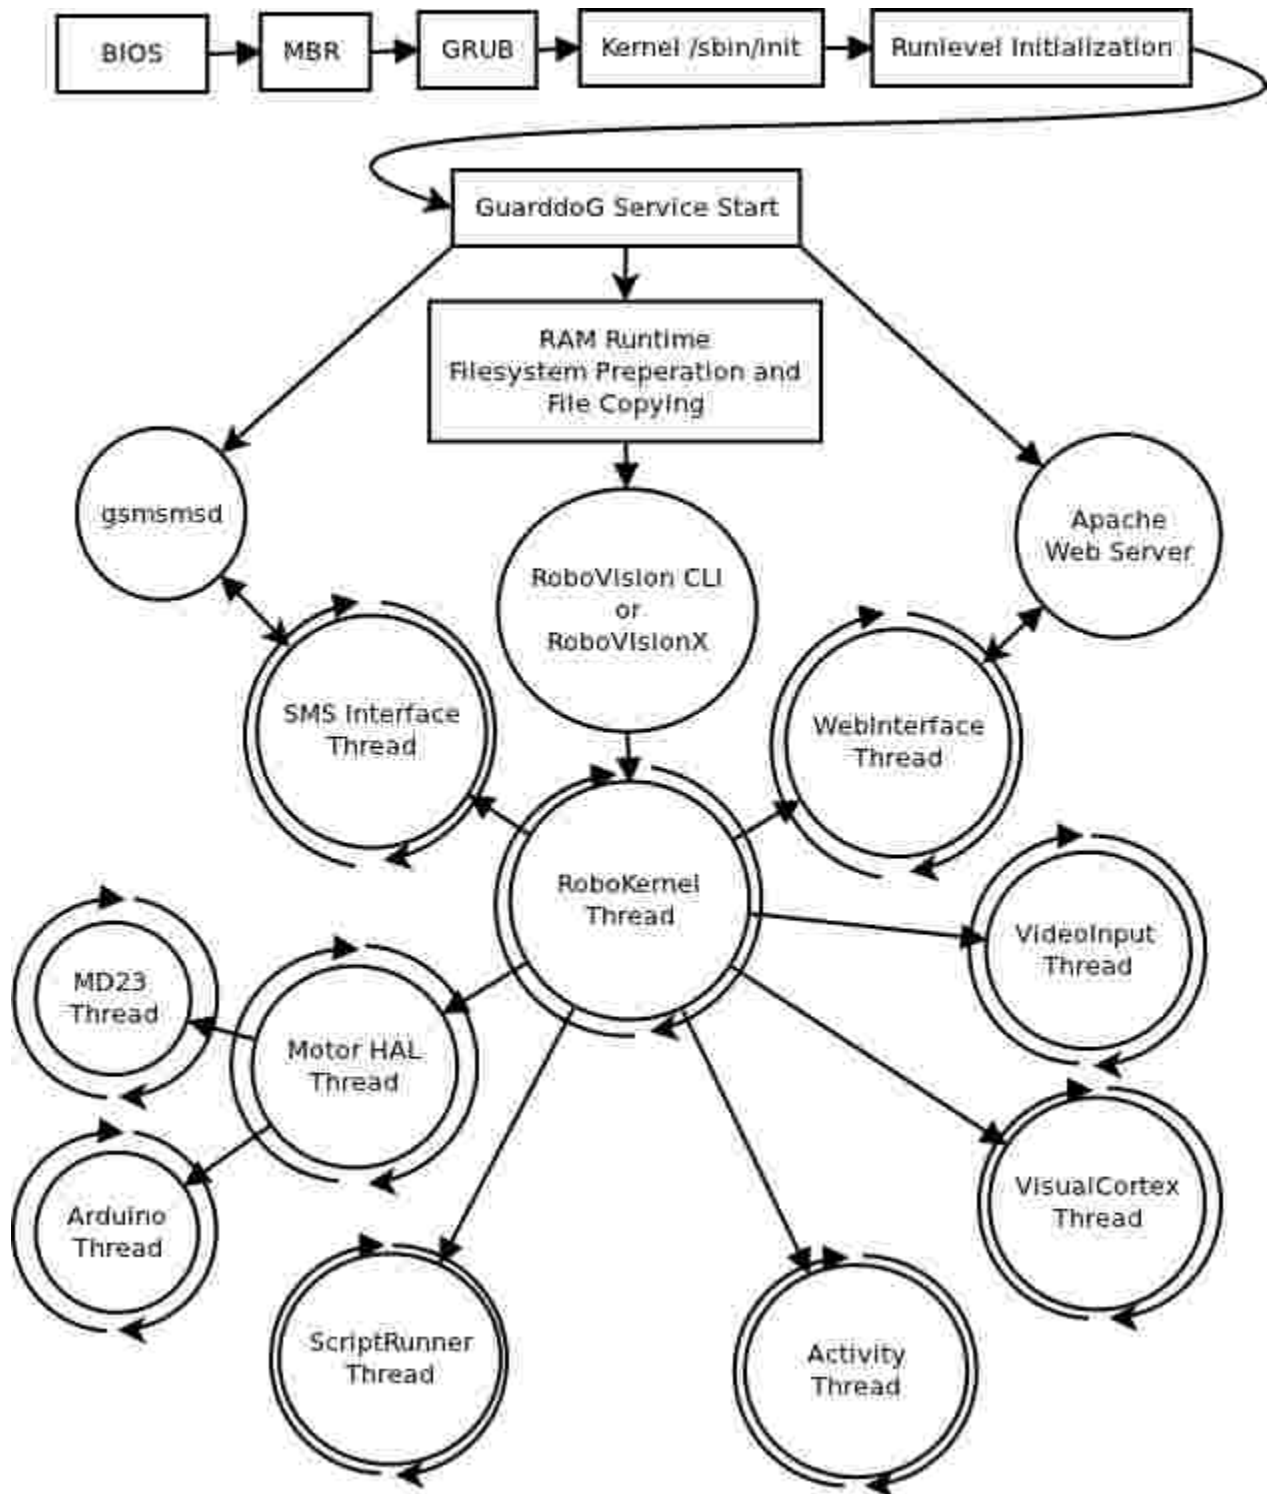 BIOS
MBR
GRUB
Kernel /sbin/init
Runlevel Initialization
GuarddoG Service Start
RAM Runtime
Filesystem Preperation and
File Copying
gsmsmsd
Apache
Web Server
RoboVision CLI
or
RoboVisionX
SMS Interface
Thread
WebInterface
Thread
RoboKernel
Thread
VideoInput
Thread
MD23
Thread
Motor HAL
Thread
VisualCortex
Thread
Arduino
Thread
ScriptRunner
Thread
Activity
Thread